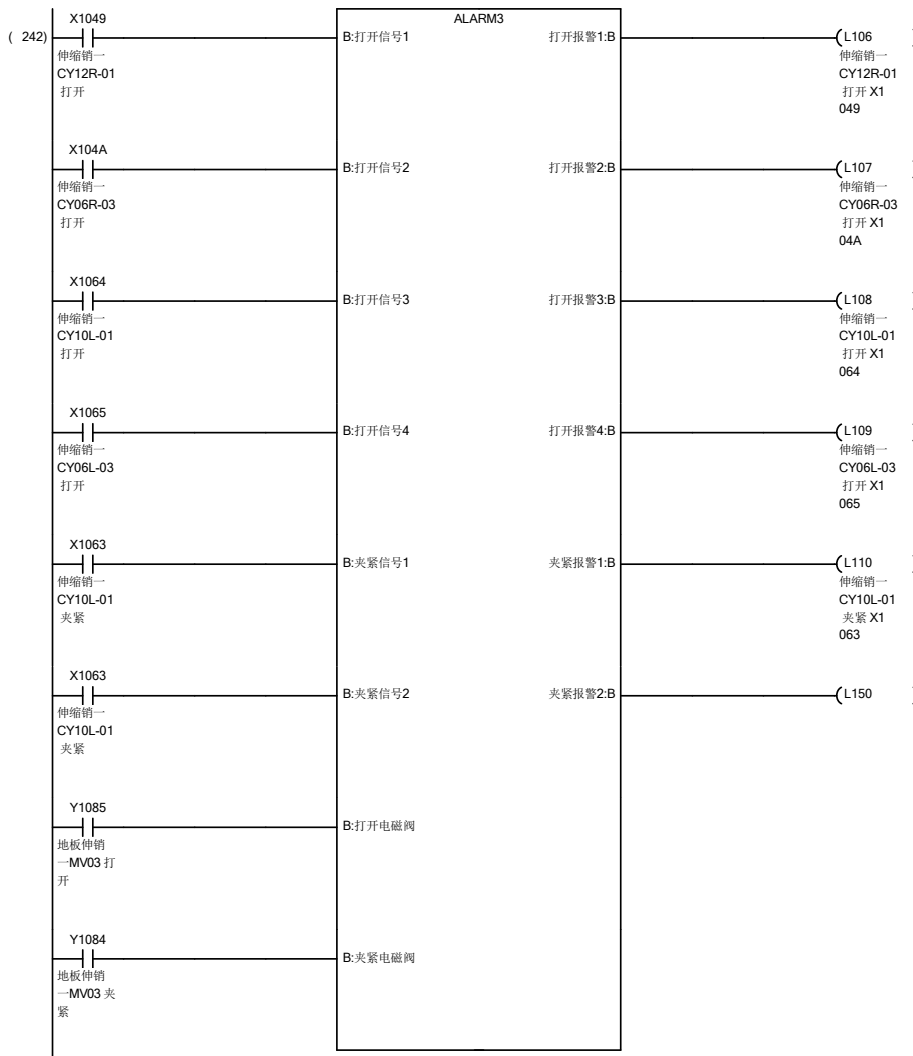 X1049
ALARM3
( 242)
B:打开信号1
打开报警1:B
L106
伸缩销一
CY12R-01
打开
伸缩销一
CY12R-01
打开 X1
049
X104A
B:打开信号2
打开报警2:B
L107
伸缩销一
CY06R-03
打开
伸缩销一
CY06R-03
打开 X1
04A
X1064
B:打开信号3
打开报警3:B
L108
伸缩销一
CY10L-01
打开
伸缩销一
CY10L-01
打开 X1
064
X1065
B:打开信号4
打开报警4:B
L109
伸缩销一
CY06L-03
打开
伸缩销一
CY06L-03
打开 X1
065
X1063
B:夹紧信号1
夹紧报警1:B
L110
伸缩销一
CY10L-01
夹紧
伸缩销一
CY10L-01
夹紧 X1
063
X1063
B:夹紧信号2
夹紧报警2:B
L150
伸缩销一
CY10L-01
夹紧
Y1085
B:打开电磁阀
地板伸销
一MV03 打
开
Y1084
B:夹紧电磁阀
地板伸销
一MV03 夹
紧